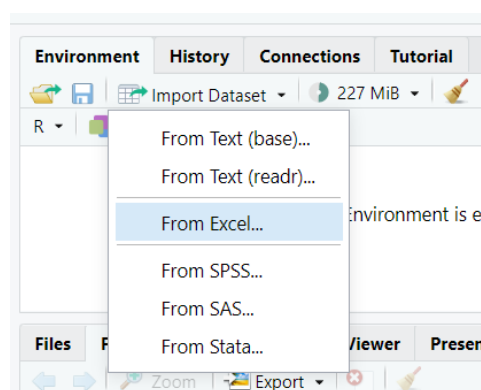 Environment History Connections Tutorial
Import Dataset 227 MiB
R
From Text (base)...
From Text (readr)...
From Excel...
Environment is e
From SPSS...
From SAS...
From Stata...
Files Viewer Presen
Zoom Export